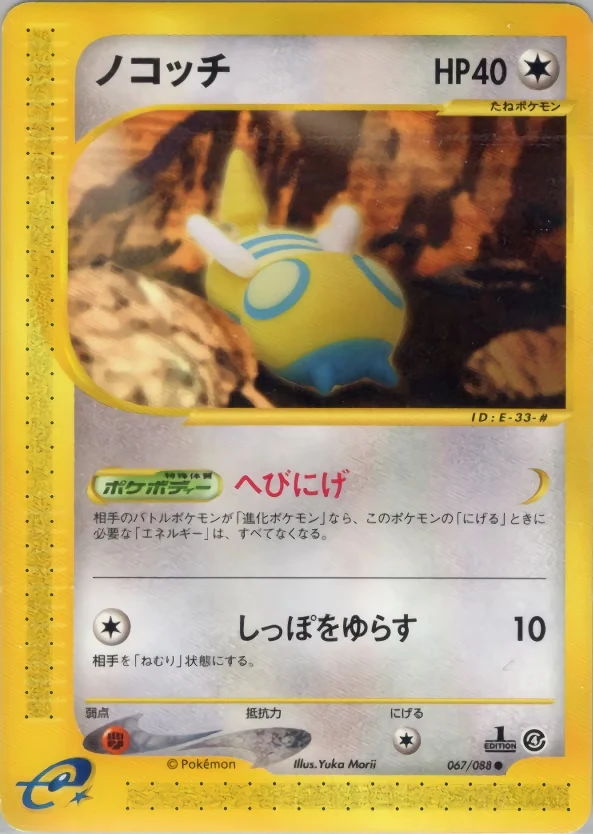 ノコッチ HP40
たねポケモン
ID:E-33-#
特殊体質
ポケボディー へびにげ
相手のバトルポケモンが「進化ポケモン」なら、このポケモンの「にげる」ときに
必要な「エネルギー」は、すべてなくなる。
しっぽをゆらす 10
相手を「ねむり」状態にする。
弱点 抵抗力 にげる
1
EDITION
© Pokémon Illus.Yuka Morii 067/088 ●
e